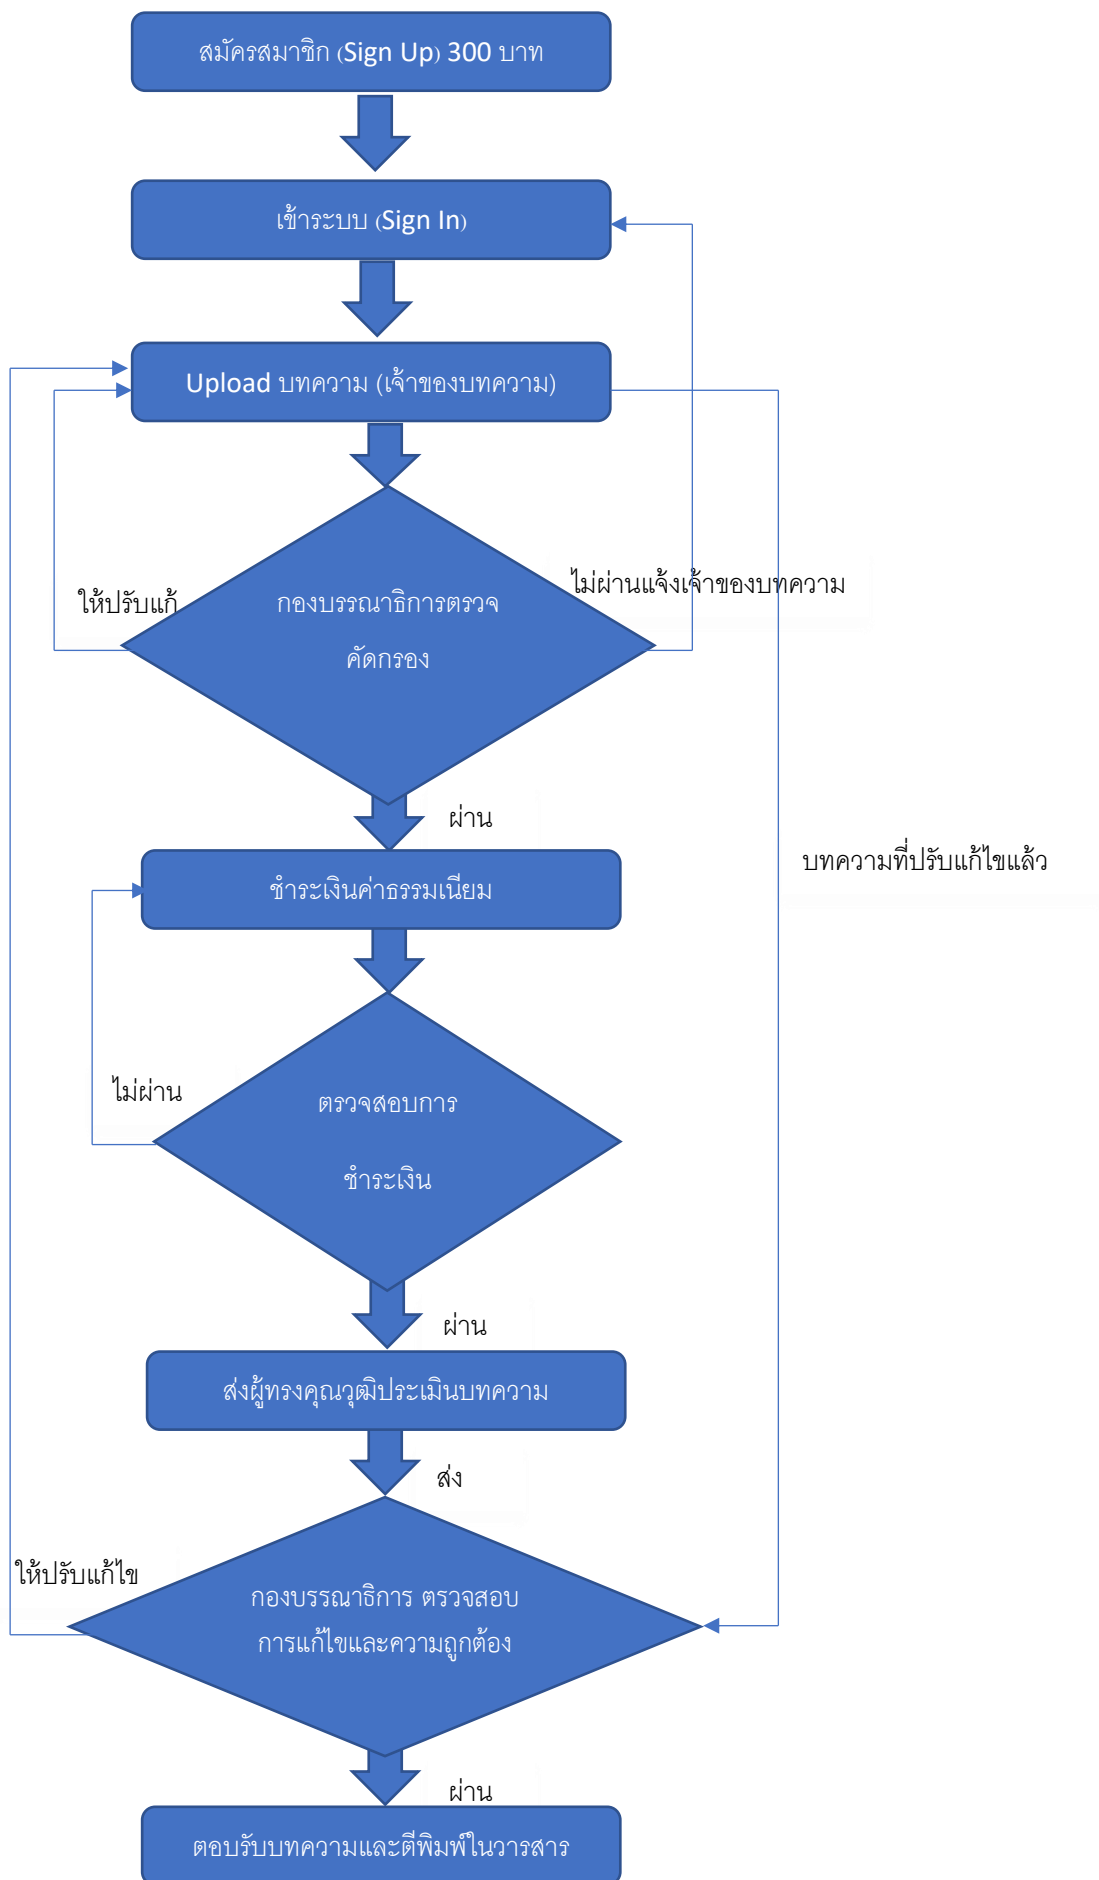 สมัครสมาชิก (Sign Up) 300 บาท
เข้าระบบ (Sign In)
Upload บทความ (เจ้าของบทความ)
ไม่ผ่านแจ้งเจ้าของบทความ
ให้ปรับแก้
กองบรรณาธิการตรวจ
คัดกรอง
ผ่าน
บทความที่ปรับแก้ไขแล้ว
ชำระเงินค่าธรรมเนียม
ไม่ผ่าน
ตรวจสอบการ
ชำระเงิน
ผ่าน
ส่งผู้ทรงคุณวุฒิประเมินบทความ
ส่ง
ให้ปรับแก้ไข
กองบรรณาธิการ ตรวจสอบ
การแก้ไขและความถูกต้อง
ผ่าน
ตอบรับบทความและตีพิมพ์ในวารสาร